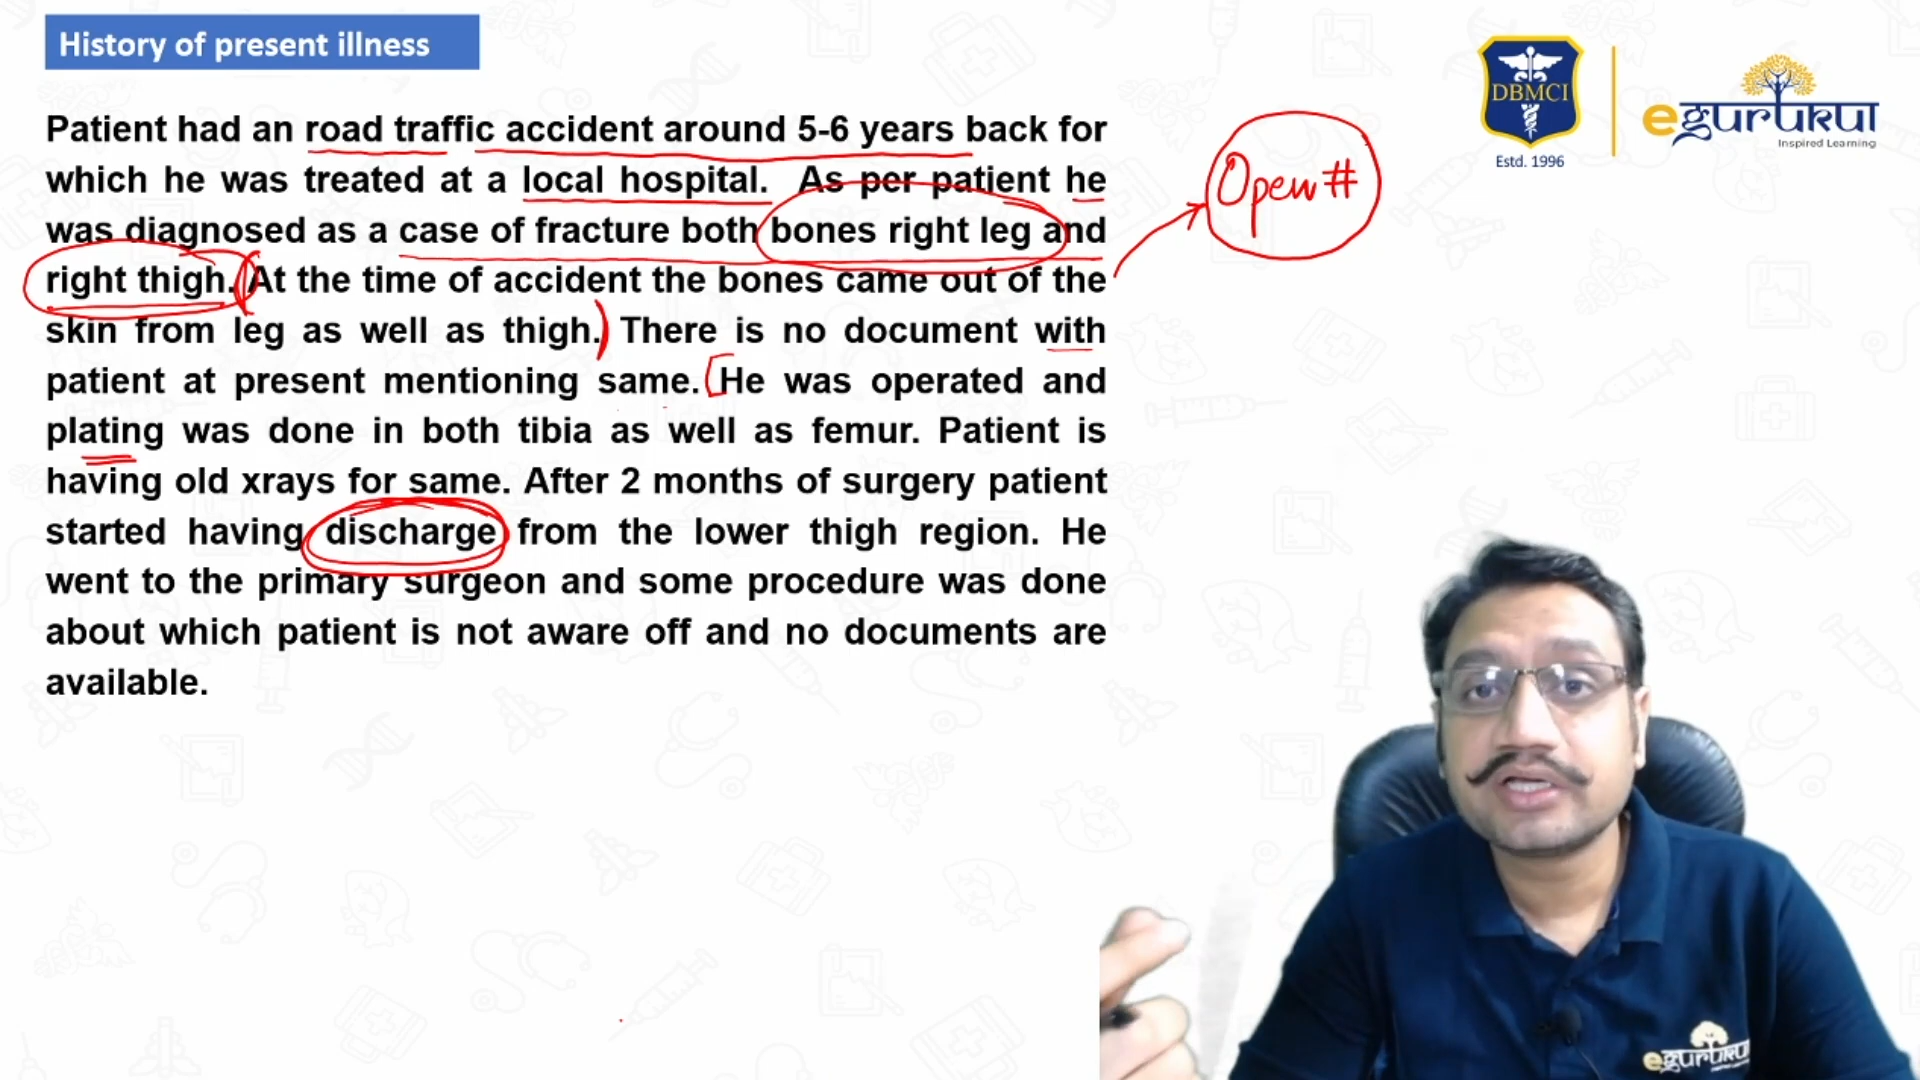 History of present illness
Patient had an road traffic accident around 5-6 years back for
which he was treated at a local hospital. As per patient he
was diagnosed as a case of fracture both bones right leg and
right thigh. At the time of accident the bones came out of the
skin from leg as well as thigh. There is no document with
patient at present mentioning same. He was operated and
plating was done in both tibia as well as femur. Patient is
having old xrays for same. After 2 months of surgery patient
started having discharge from the lower thigh region. He
went to the primary surgeon and some procedure was done
about which patient is not aware off and no documents are
available.
Open #
DBMCI
Estd. 1996
egurukul
Inspired Learning
egurukul